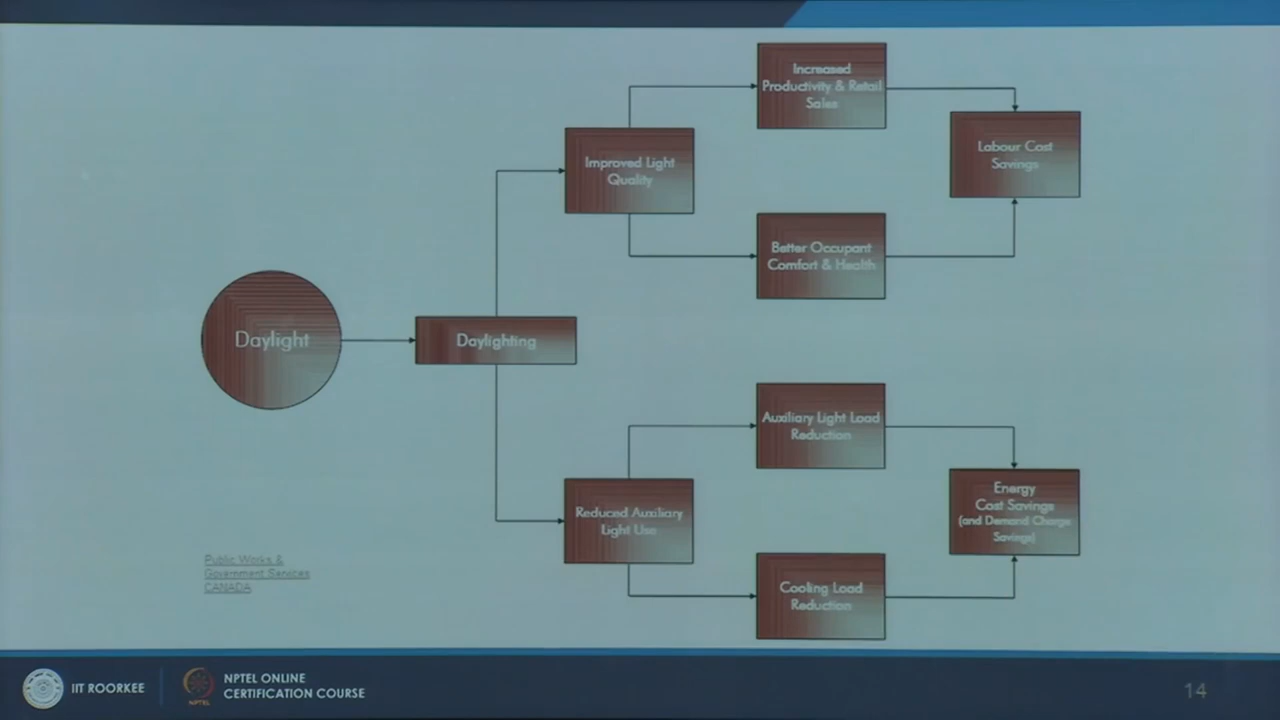 Increased
Productivity & Retail
Sales
Labour Cost
Savings
Improved Light
Quality
Better Occupant
Comfort & Health
Daylight
Daylighting
Auxiliary Light Load
Reduction
Energy
Cost Savings
(and Demand Charge
Savings)
Reduced Auxiliary
Light Use
Cooling Load
Reduction
Public Works &
Government Services
CANADA
IIT ROORKEE
NPTEL
NPTEL ONLINE
CERTIFICATION COURSE
14